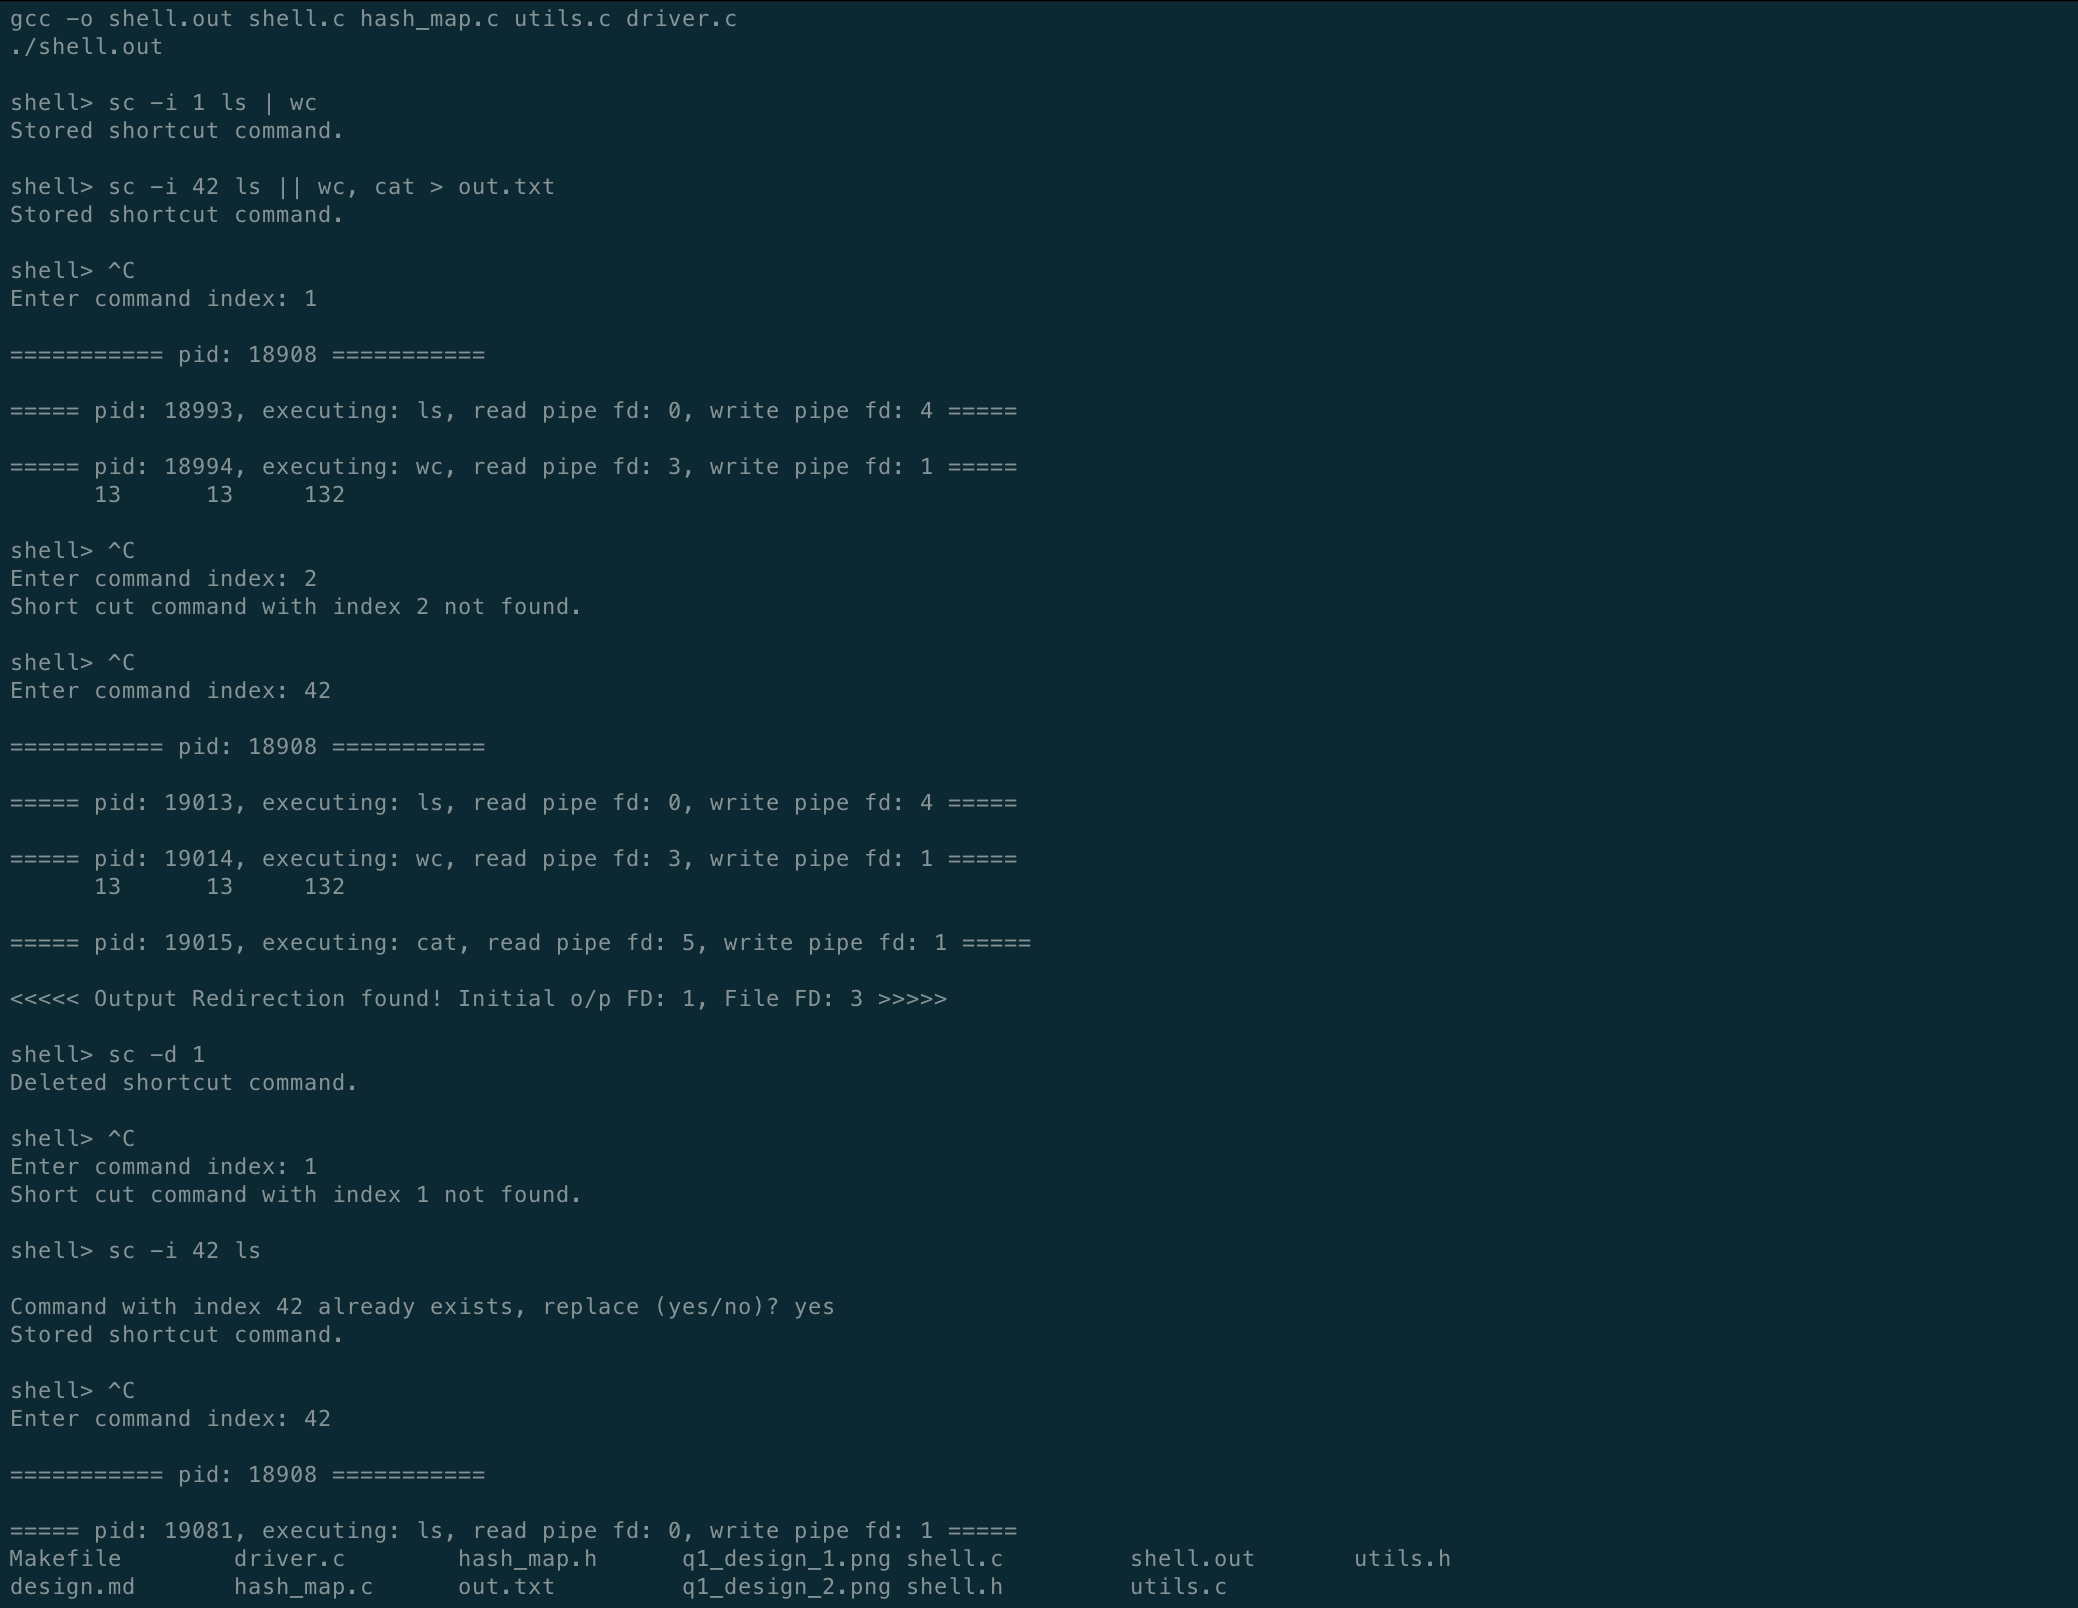 gcc -o shell.out shell.c hash_map.c utils.c driver.c
./shell.out
shell> sc -i 1 ls | wc
Stored shortcut command.
shell> sc -i 42 ls || wc, cat > out.txt
Stored shortcut command.
shell> ^C
Enter command index: 1
=========== pid: 18908 ===========
===== pid: 18993, executing: ls, read pipe fd: 0, write pipe fd: 4 =====
===== pid: 18994, executing: wc, read pipe fd: 3, write pipe fd: 1 =====
      13      13     132
shell> ^C
Enter command index: 2
Short cut command with index 2 not found.
shell> ^C
Enter command index: 42
=========== pid: 18908 ===========
===== pid: 19013, executing: ls, read pipe fd: 0, write pipe fd: 4 =====
===== pid: 19014, executing: wc, read pipe fd: 3, write pipe fd: 1 =====
      13      13     132
===== pid: 19015, executing: cat, read pipe fd: 5, write pipe fd: 1 =====
<<<<< Output Redirection found! Initial o/p FD: 1, File FD: 3 >>>>>
shell> sc -d 1
Deleted shortcut command.
shell> ^C
Enter command index: 1
Short cut command with index 1 not found.
shell> sc -i 42 ls
Command with index 42 already exists, replace (yes/no)? yes
Stored shortcut command.
shell> ^C
Enter command index: 42
=========== pid: 18908 ===========
===== pid: 19081, executing: ls, read pipe fd: 0, write pipe fd: 1 =====
Makefile        driver.c        hash_map.h      q1_design_1.png shell.c         shell.out       utils.h
design.md       hash_map.c      out.txt         q1_design_2.png shell.h         utils.c